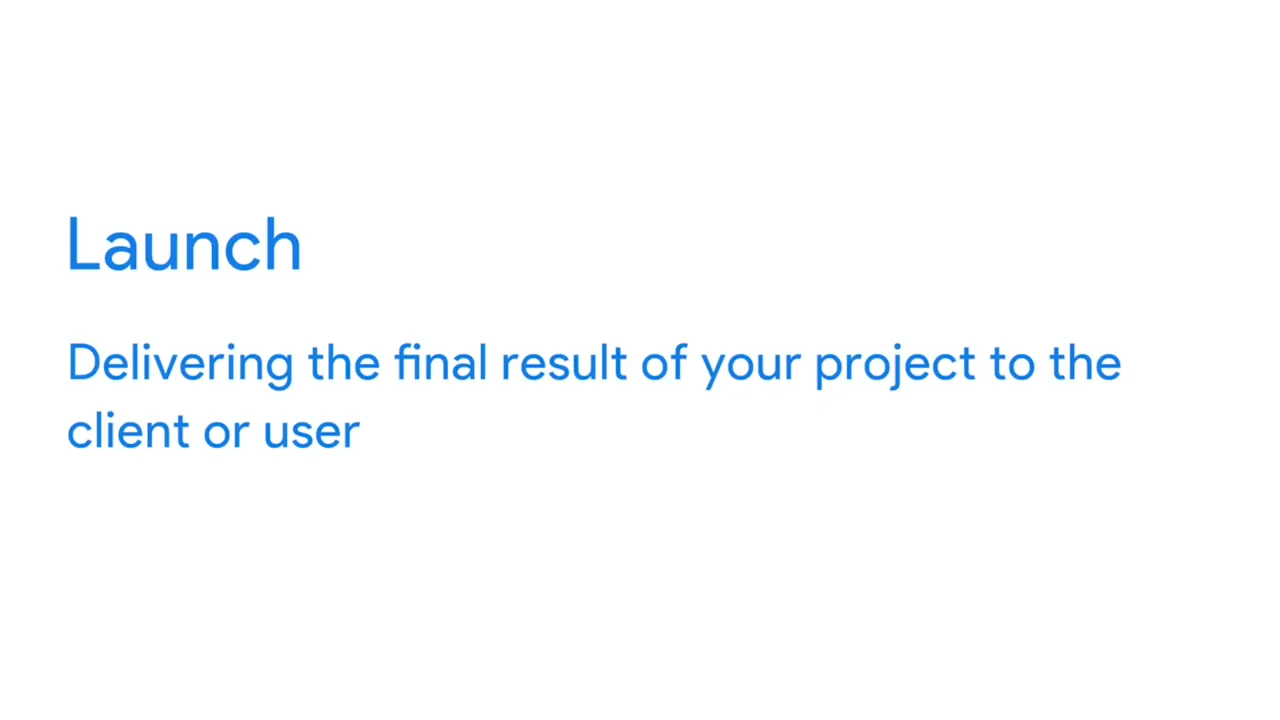 Launch
Delivering the final result of your project to the
client or user